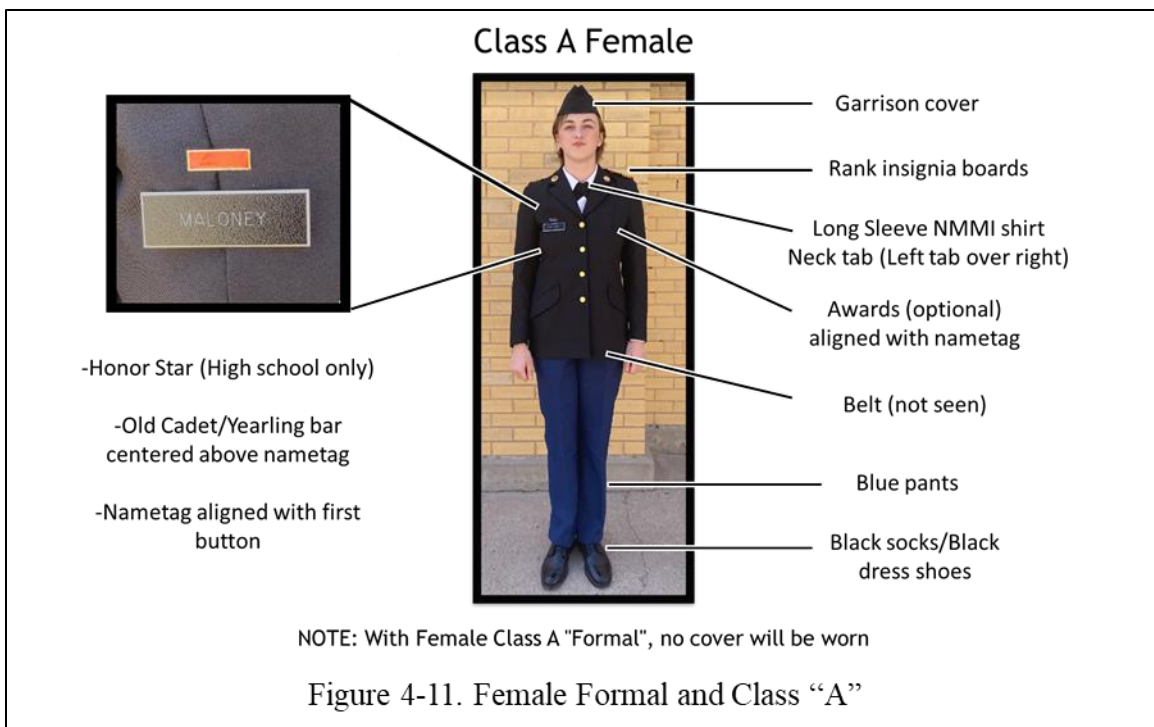 Class A Female
MALONEY
-Honor Star (High school only)
-Old Cadet/Yearling bar
centered above nametag
-Nametag aligned with first
button
Garrison cover
Rank insignia boards
Long Sleeve NMMI shirt
Neck tab (Left tab over right)
Awards (optional)
aligned with nametag
Belt (not seen)
Blue pants
Black socks/Black
dress shoes
NOTE: With Female Class A "Formal", no cover will be worn
Figure 4-11. Female Formal and Class “A”